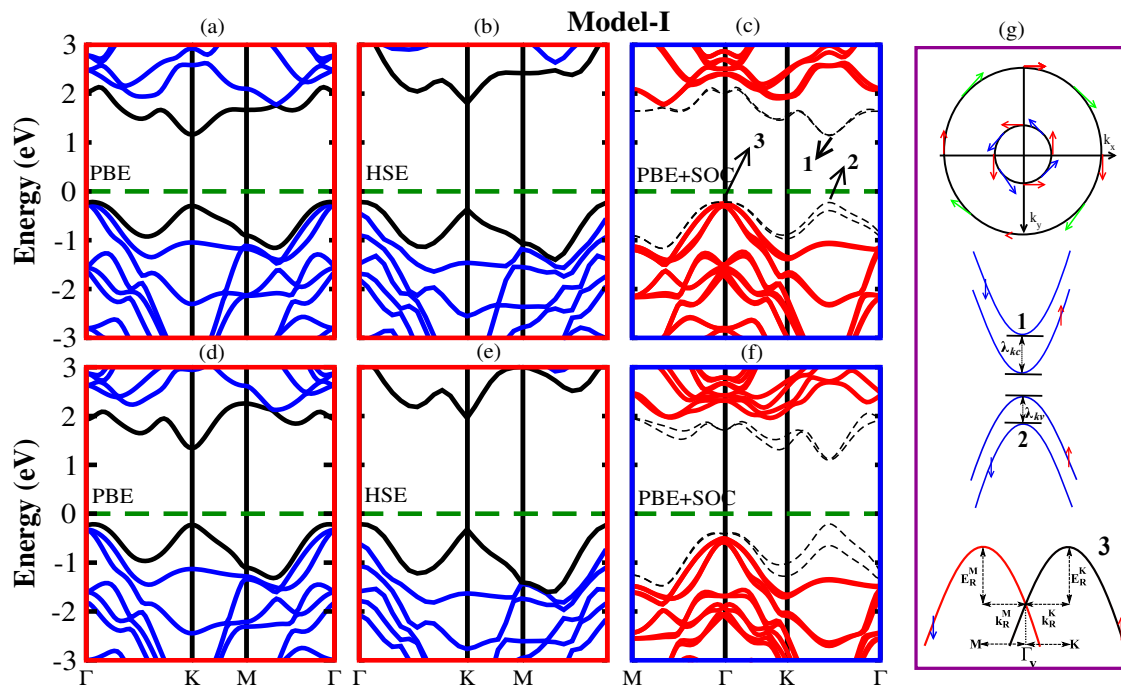 Model-I
(a) (b) (c) (g)
3
2
1
0
-1
-2
-3
Energy (eV)
PBE
HSE
PBE+SOC
3
1
2
(d) (e) (f)
3
2
1
0
-1
-2
-3
Energy (eV)
PBE
HSE
PBE+SOC
Γ K M Γ
Γ K M Γ
M Γ K Γ
k_x
k_y
1
λ_kc
λ_kv
2
3
E_R^M E_R^K
k_R^M k_R^K
M K
Γ_v